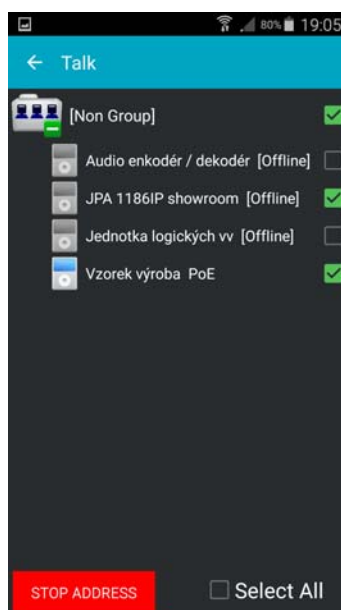 80% 19:05
Talk
[Non Group]
Audio enkodér / dekodér [Offline]
JPA 1186IP showroom [Offline]
Jednotka logických vv [Offline]
Vzorek výroba PoE
STOP ADDRESS Select All